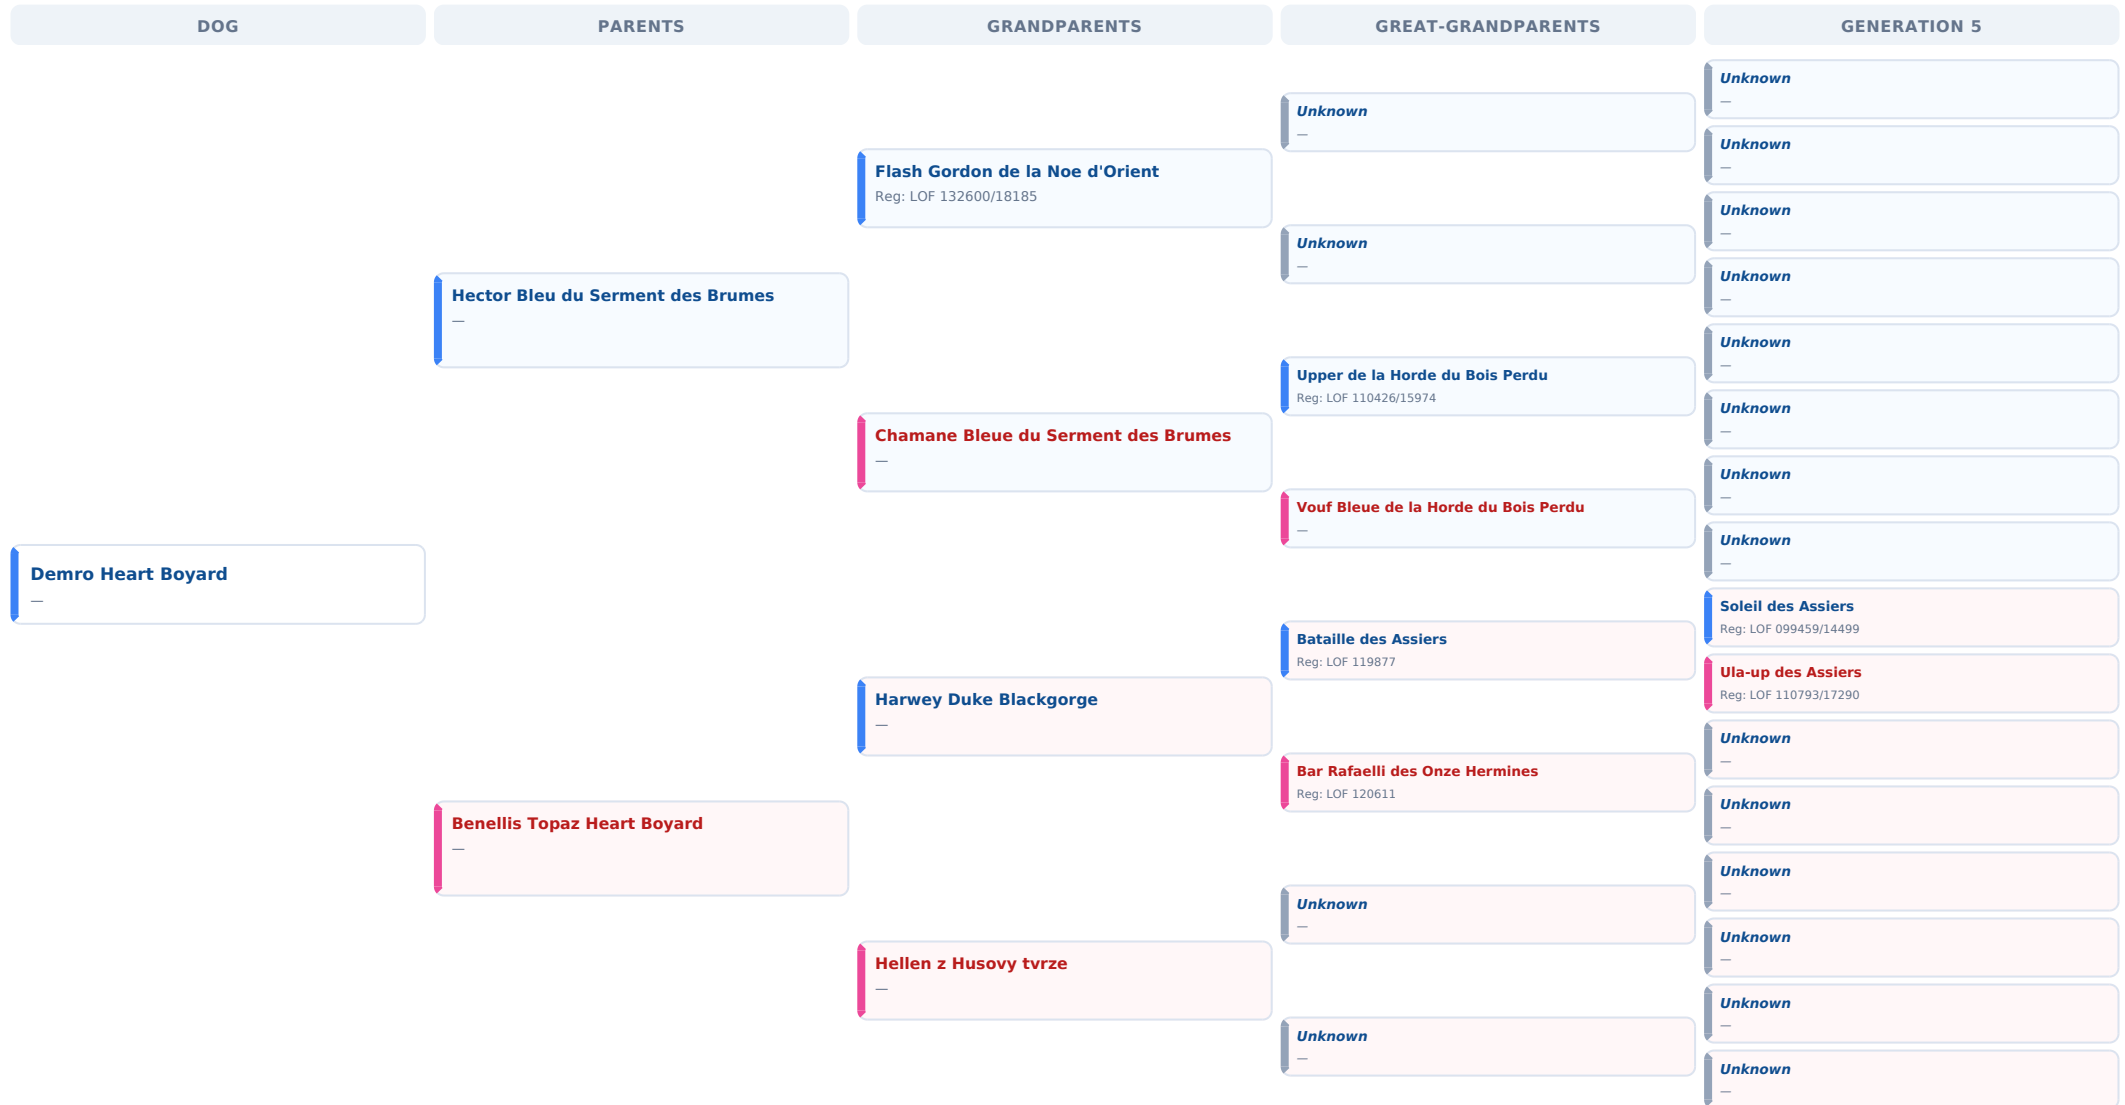 DOG
PARENTS
GRANDPARENTS
GREAT-GRANDPARENTS
GENERATION 5
Demro Heart Boyard
—
Hector Bleu du Serment des Brumes
—
Benellis Topaz Heart Boyard
—
Flash Gordon de la Noe d'Orient
Reg: LOF 132600/18185
Chamane Bleue du Serment des Brumes
—
Harwey Duke Blackgorge
—
Hellen z Husovy tvrze
—
Unknown
—
Unknown
—
Upper de la Horde du Bois Perdu
Reg: LOF 110426/15974
Vouf Bleue de la Horde du Bois Perdu
—
Bataille des Assiers
Reg: LOF 119877
Bar Rafaelli des Onze Hermines
Reg: LOF 120611
Unknown
—
Unknown
—
Unknown
—
Unknown
—
Unknown
—
Unknown
—
Unknown
—
Unknown
—
Unknown
—
Unknown
—
Soleil des Assiers
Reg: LOF 099459/14499
Ula-up des Assiers
Reg: LOF 110793/17290
Unknown
—
Unknown
—
Unknown
—
Unknown
—
Unknown
—
Unknown
—